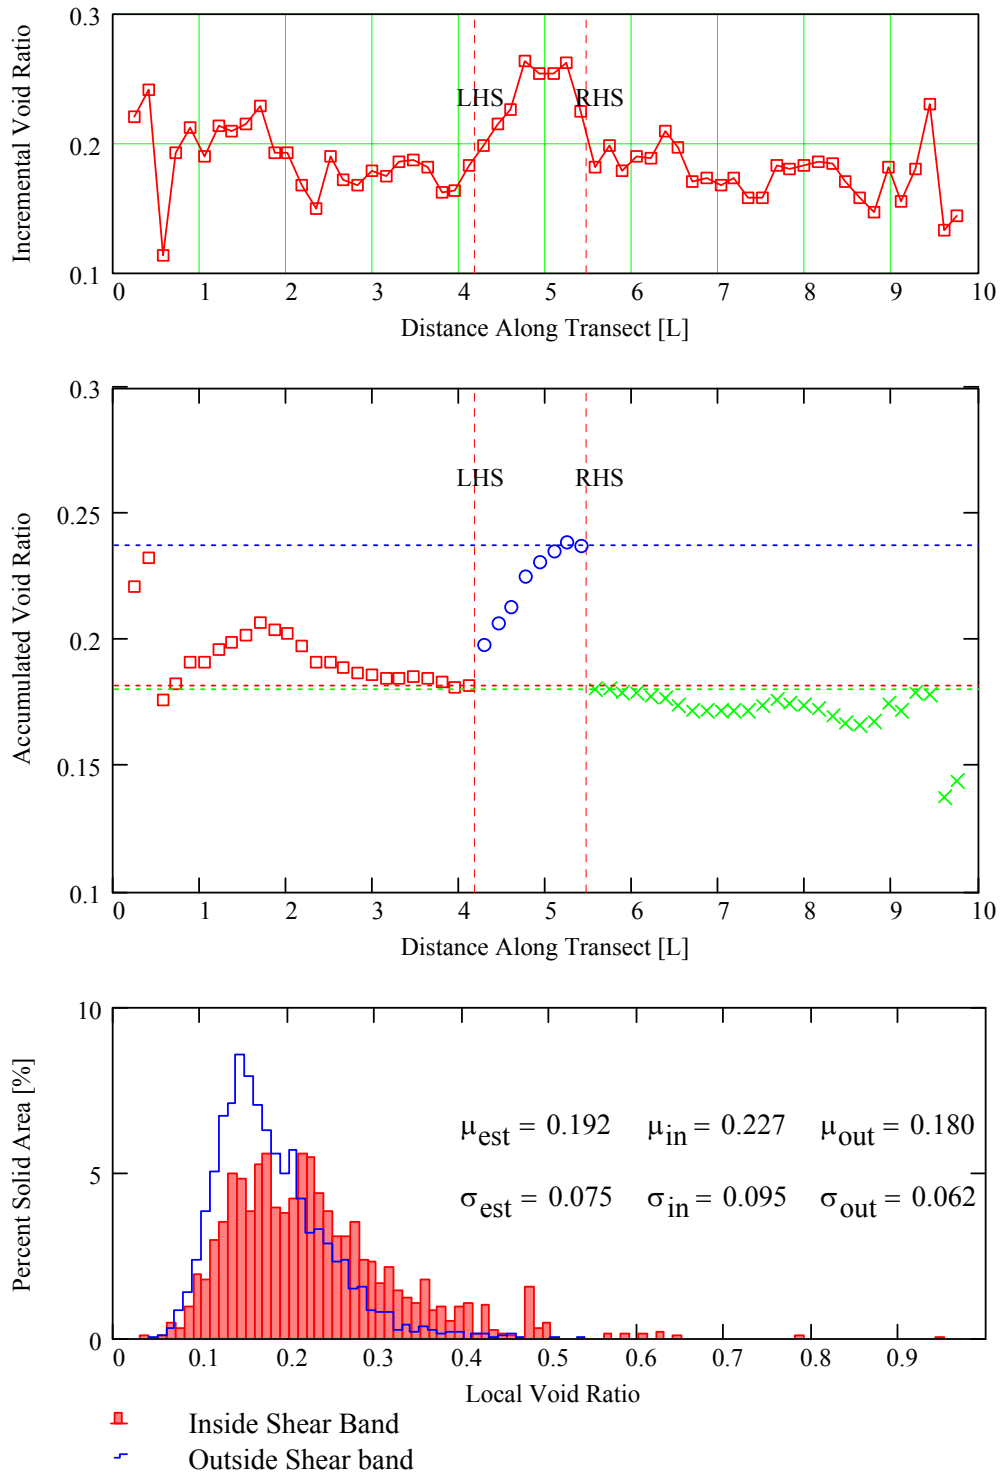 0.3
0.2
0.1
Incremental Void Ratio
LHS RHS
0 1 2 3 4 5 6 7 8 9 10
Distance Along Transect [L]
0.3
0.25
0.2
0.15
0.1
Accumulated Void Ratio
LHS RHS
0 1 2 3 4 5 6 7 8 9 10
Distance Along Transect [L]
10
5
0
Percent Solid Area [%]
μest = 0.192 μin = 0.227 μout = 0.180
σest = 0.075 σin = 0.095 σout = 0.062
0 0.1 0.2 0.3 0.4 0.5 0.6 0.7 0.8 0.9
Local Void Ratio
Inside Shear Band
Outside Shear band